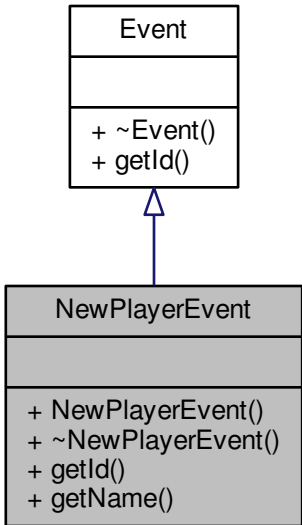 Event
+ ~Event()
+ getId()
NewPlayerEvent
+ NewPlayerEvent()
+ ~NewPlayerEvent()
+ getId()
+ getName()